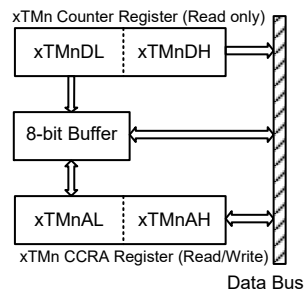 xTMn Counter Register (Read only)
xTMnDL xTMnDH
8-bit Buffer
xTMnAL xTMnAH
xTMn CCRA Register (Read/Write)
Data Bus